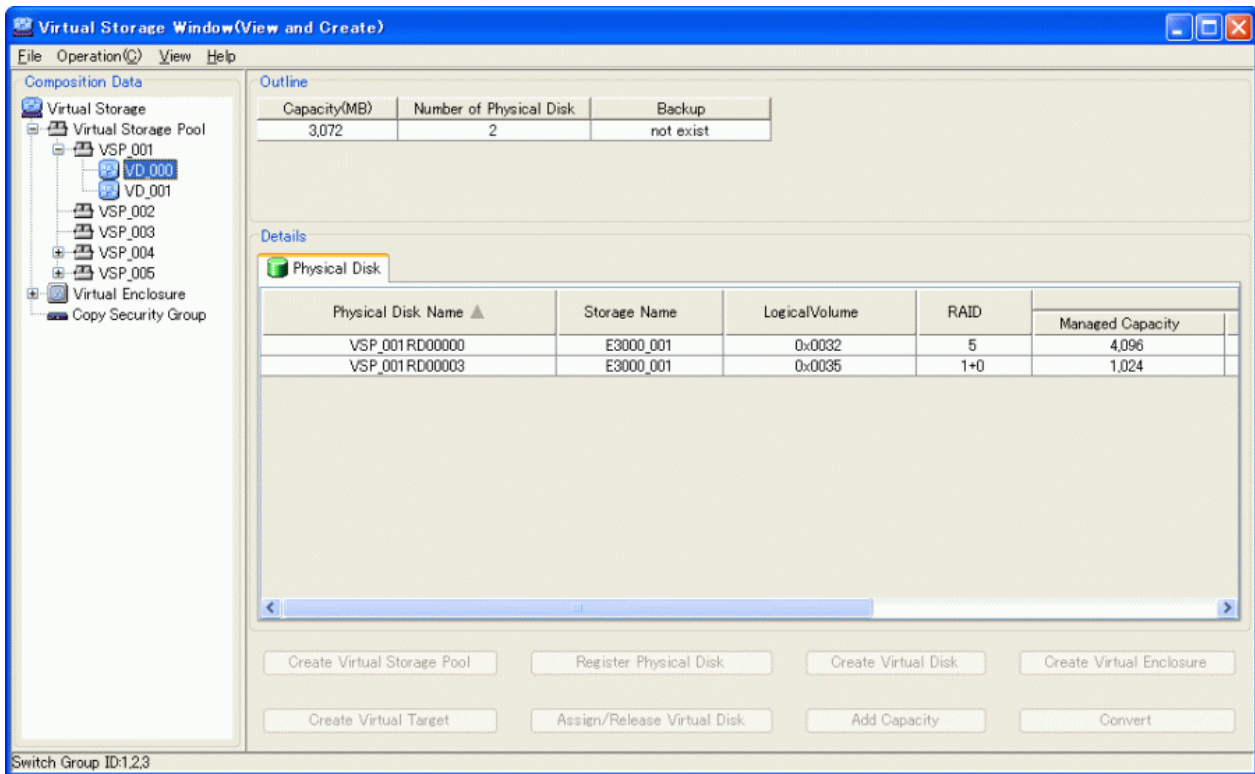 Virtual Storage Window(View and Create)
File Operation(C) View Help
Composition Data
Virtual Storage
Virtual Storage Pool
VSP_001
VD_000
VD_001
VSP_002
VSP_003
VSP_004
VSP_005
Virtual Enclosure
Copy Security Group
Outline
Capacity(MB) Number of Physical Disk Backup
3,072 2 not exist
Details
Physical Disk
Physical Disk Name Storage Name LogicalVolume RAID Managed Capacity
VSP_001RD00000 E3000_001 0x0032 5 4,096
VSP_001RD00003 E3000_001 0x0035 1+0 1,024
Create Virtual Storage Pool Register Physical Disk Create Virtual Disk Create Virtual Enclosure
Create Virtual Target Assign/Release Virtual Disk Add Capacity Convert
Switch Group ID:1,2,3